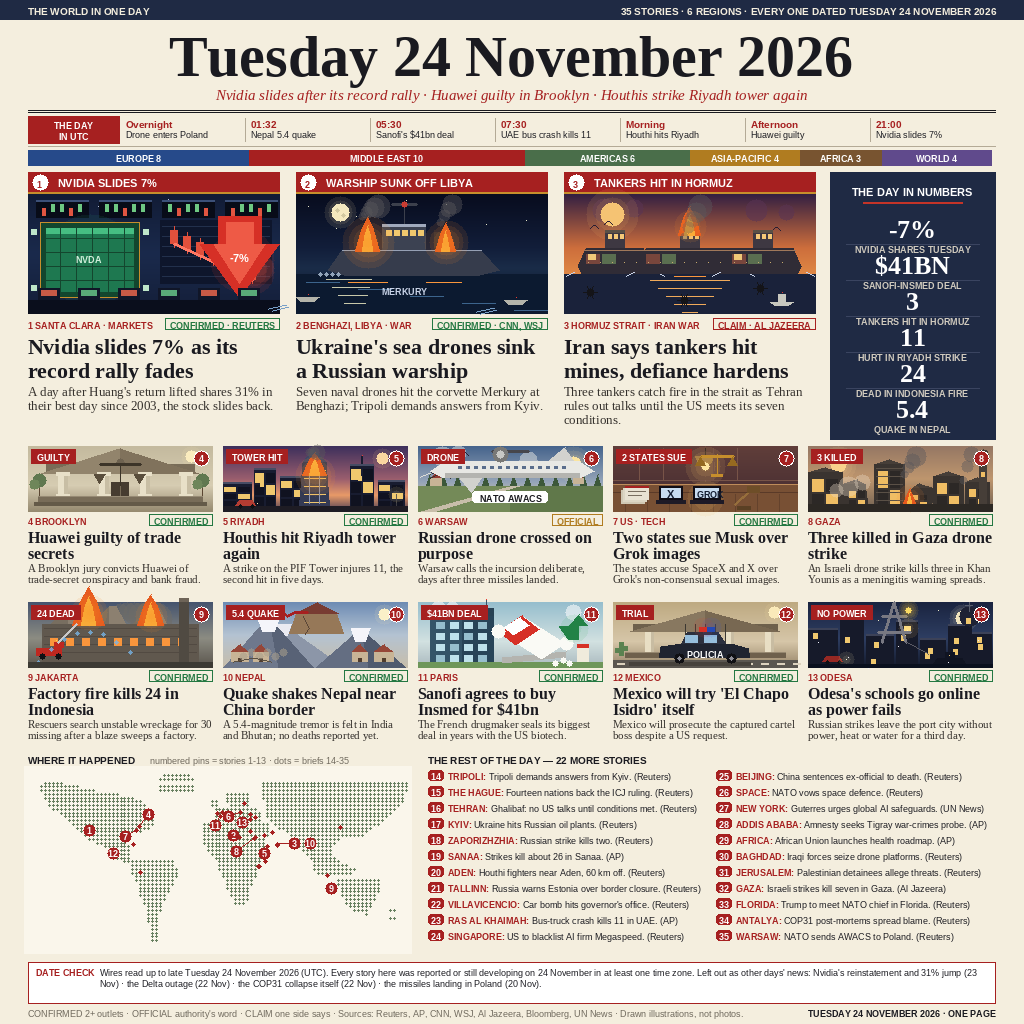 THE WORLD IN ONE DAY
35 STORIES · 6 REGIONS · EVERY ONE DATED TUESDAY 24 NOVEMBER 2026
Tuesday 24 November 2026
Nvidia slides after its record rally · Huawei guilty in Brooklyn · Houthis strike Riyadh tower again
THE DAY
IN UTC
Overnight
Drone enters Poland
01:32
Nepal 5.4 quake
05:30
Sanofi's $41bn deal
07:30
UAE bus crash kills 11
Morning
Houthi hits Riyadh
Afternoon
Huawei guilty
21:00
Nvidia slides 7%
EUROPE 8
MIDDLE EAST 10
AMERICAS 6
ASIA-PACIFIC 4
AFRICA 3
WORLD 4
1 NVIDIA SLIDES 7%
NVDA
-7%
1 SANTA CLARA · MARKETS
CONFIRMED · REUTERS
Nvidia slides 7% as its
record rally fades
A day after Huang's return lifted shares 31% in
their best day since 2003, the stock slides back.
2 WARSHIP SUNK OFF LIBYA
MERKURY
2 BENGHAZI, LIBYA · WAR
CONFIRMED · CNN, WSJ
Ukraine's sea drones sink
a Russian warship
Seven naval drones hit the corvette Merkury at
Benghazi; Tripoli demands answers from Kyiv.
3 TANKERS HIT IN HORMUZ
3 HORMUZ STRAIT · IRAN WAR
CLAIM · AL JAZEERA
Iran says tankers hit
mines, defiance hardens
Three tankers catch fire in the strait as Tehran
rules out talks until the US meets its seven
conditions.
THE DAY IN NUMBERS
-7%
NVIDIA SHARES TUESDAY
$41BN
SANOFI-INSMED DEAL
3
TANKERS HIT IN HORMUZ
11
HURT IN RIYADH STRIKE
24
DEAD IN INDONESIA FIRE
5.4
QUAKE IN NEPAL
GUILTY
4
4 BROOKLYN
CONFIRMED
Huawei guilty of trade
secrets
A Brooklyn jury convicts Huawei of
trade-secret conspiracy and bank fraud.
TOWER HIT
5
5 RIYADH
CONFIRMED
Houthis hit Riyadh tower
again
A strike on the PIF Tower injures 11, the
second hit in five days.
DRONE
6
NATO AWACS
6 WARSAW
OFFICIAL
Russian drone crossed on
purpose
Warsaw calls the incursion deliberate,
days after three missiles landed.
2 STATES SUE
7
X
GROK
7 US · TECH
CONFIRMED
Two states sue Musk over
Grok images
The states accuse SpaceX and X over
Grok's non-consensual sexual images.
3 KILLED
8
8 GAZA
CONFIRMED
Three killed in Gaza drone
strike
An Israeli drone strike kills three in Khan
Younis as a meningitis warning spreads.
24 DEAD
9
9 JAKARTA
CONFIRMED
Factory fire kills 24 in
Indonesia
Rescuers search unstable wreckage for 30
missing after a blaze sweeps a factory.
5.4 QUAKE
10
10 NEPAL
CONFIRMED
Quake shakes Nepal near
China border
A 5.4-magnitude tremor is felt in India
and Bhutan; no deaths reported yet.
$41BN DEAL
11
11 PARIS
CONFIRMED
Sanofi agrees to buy
Insmed for $41bn
The French drugmaker seals its biggest
deal in years with the US biotech.
TRIAL
12
POLICIA
12 MEXICO
CONFIRMED
Mexico will try 'El Chapo
Isidro' itself
Mexico will prosecute the captured cartel
boss despite a US request.
NO POWER
13
13 ODESA
CONFIRMED
Odesa's schools go online
as power fails
Russian strikes leave the port city without
power, heat or water for a third day.
WHERE IT HAPPENED
numbered pins = stories 1-14 · dots = briefs 14-35
1
4
7
12
11
6
13
2
8
5
3
10
9
THE REST OF THE DAY — 22 MORE STORIES
14 TRIPOLI: Tripoli demands answers from Kyiv. (Reuters)
15 THE HAGUE: Fourteen nations back the ICJ ruling. (Reuters)
16 TEHRAN: Ghalibaf: no US talks until conditions met. (Reuters)
17 KYIV: Ukraine hits Russian oil plants. (Reuters)
18 ZAPORIZHZHIA: Russian strike kills two. (Reuters)
19 SANAA: Strikes kill about 26 in Sanaa. (AP)
20 ADEN: Houthi fighters near Aden, 60 km off. (Reuters)
21 TALLINN: Russia warns Estonia over border closure. (Reuters)
22 VILLAVICENCIO: Car bomb hits governor's office. (Reuters)
23 RAS AL KHAIMAH: Bus-truck crash kills 11 in UAE. (AP)
24 SINGAPORE: US to blacklist AI firm Megaspeed. (Reuters)
25 BEIJING: China sentences ex-official to death. (Reuters)
26 SPACE: NATO vows space defence. (Reuters)
27 NEW YORK: Guterres urges global AI safeguards. (UN News)
28 ADDIS ABABA: Amnesty seeks Tigray war-crimes probe. (AP)
29 AFRICA: African Union launches health roadmap. (AP)
30 BAGHDAD: Iraqi forces seize drone platforms. (Reuters)
31 JERUSALEM: Palestinian detainees allege threats. (Reuters)
32 GAZA: Israeli strikes kill seven in Gaza. (Al Jazeera)
33 FLORIDA: Trump to meet NATO chief in Florida. (Reuters)
34 ANTALYA: COP31 post-mortems spread blame. (Reuters)
35 WARSAW: NATO sends AWACS to Poland. (Reuters)
DATE CHECK
Wires read up to late Tuesday 24 November 2026 (UTC). Every story here was reported or still developing on 24 November in at least one time zone. Left out as other days' news: Nvidia's reinstatement and 31% jump (23
Nov) · the Delta outage (22 Nov) · the COP31 collapse itself (22 Nov) · the missiles landing in Poland (20 Nov).
CONFIRMED 2+ outlets · OFFICIAL authority's word · CLAIM one side says · Sources: Reuters, AP, CNN, WSJ, Al Jazeera, Bloomberg, UN News · Drawn illustrations, not photos.
TUESDAY 24 NOVEMBER 2026 · ONE PAGE